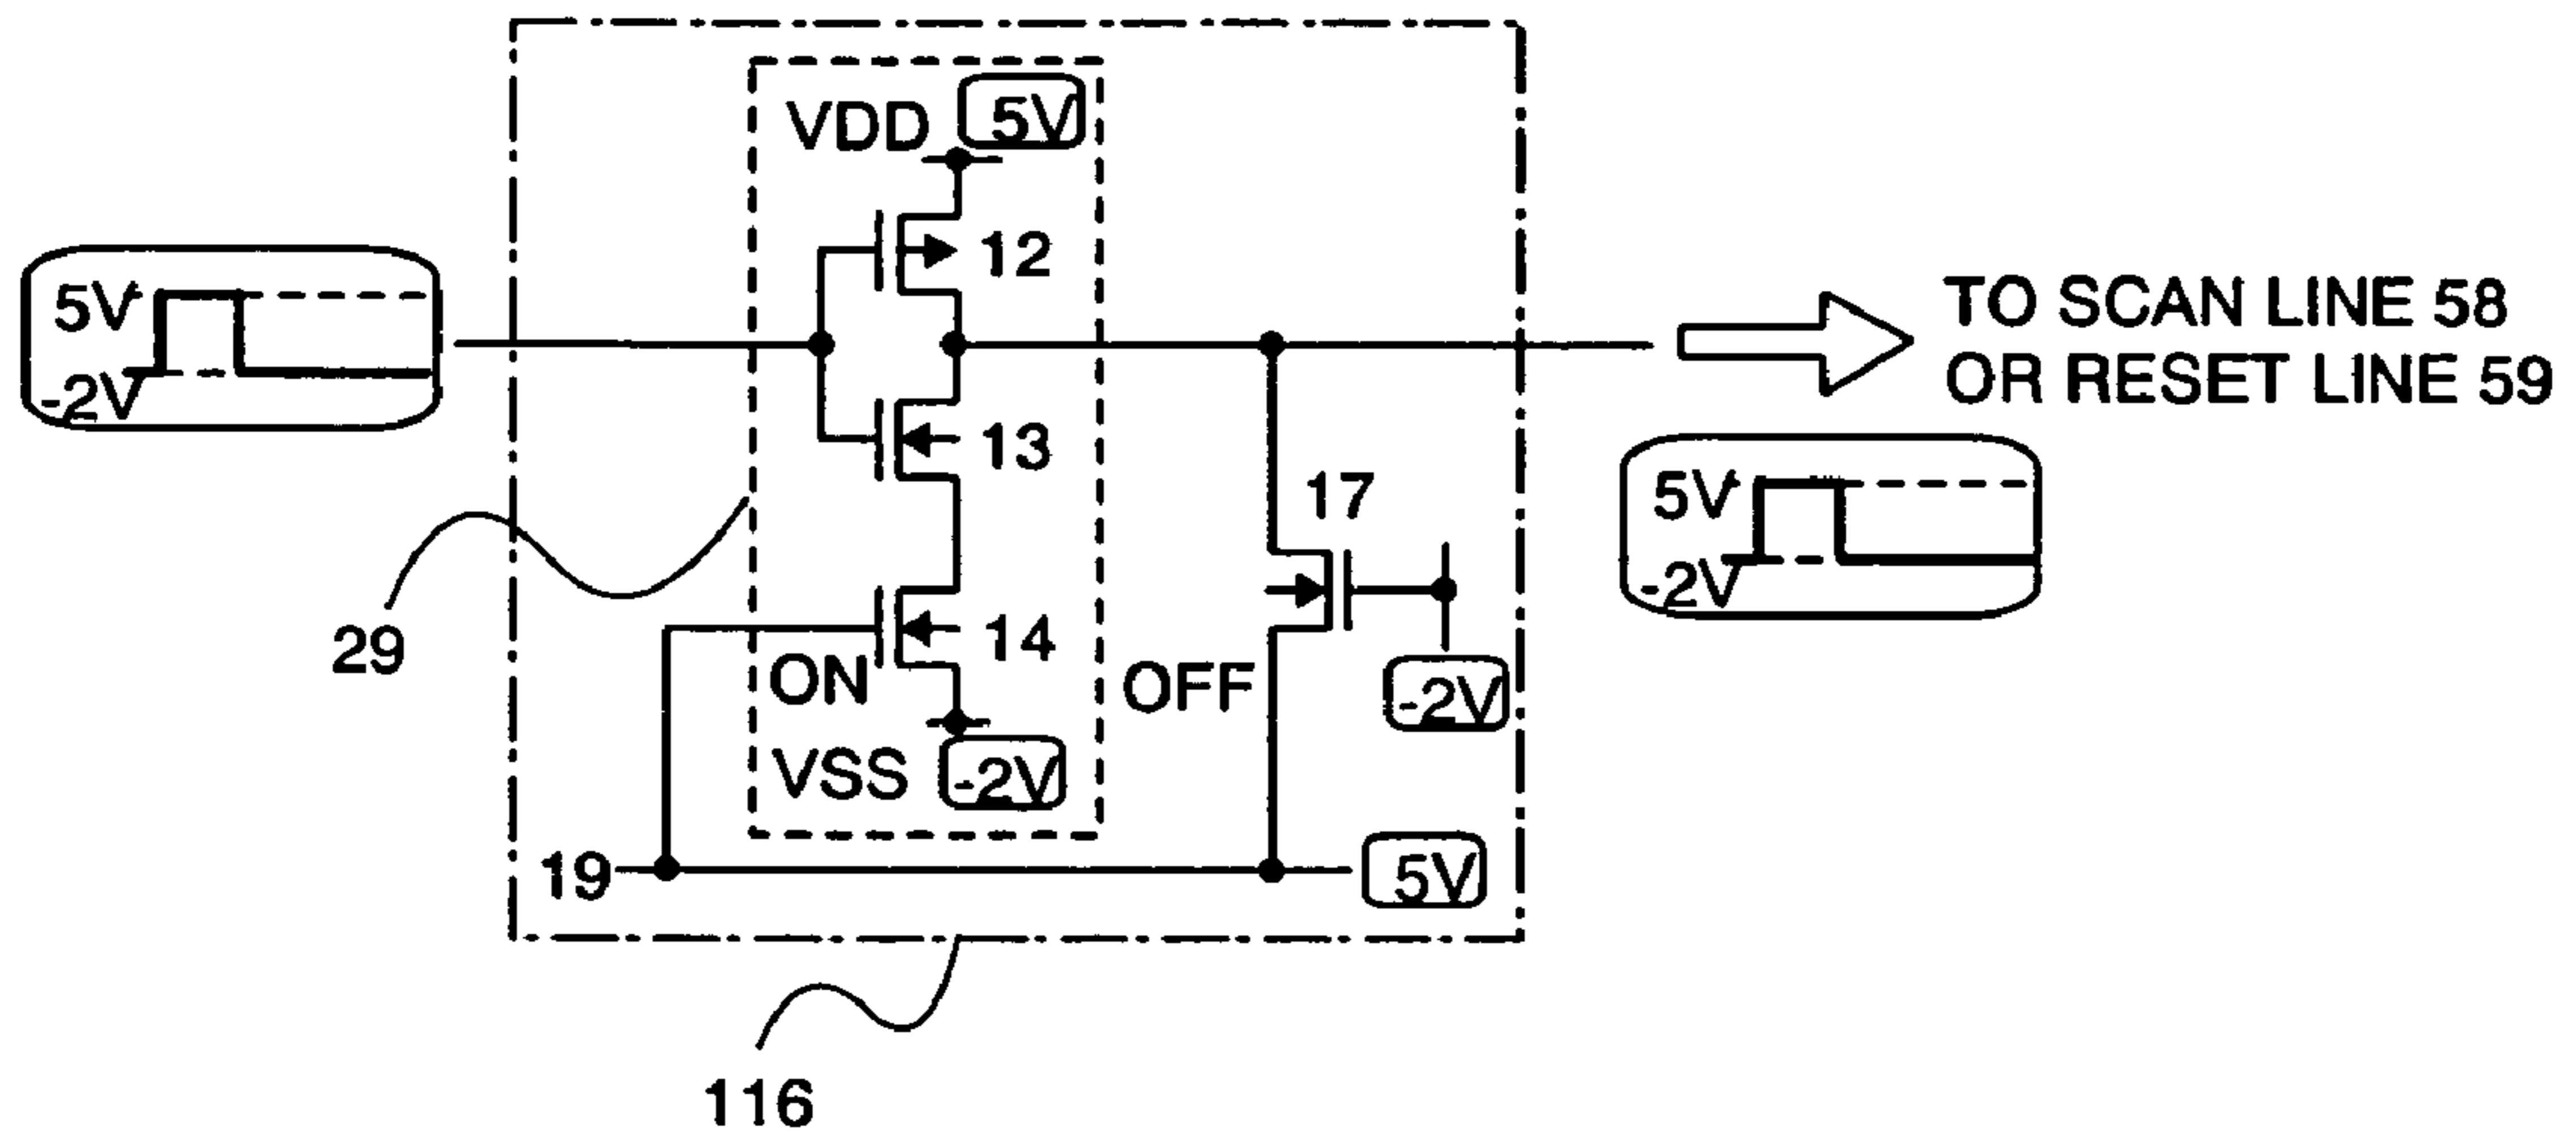 VDD 5V
12
5V
-2V
TO SCAN LINE 58
OR RESET LINE 59
13
17
5V
-2V
29
14
ON
OFF
-2V
VSS -2V
19
5V
116